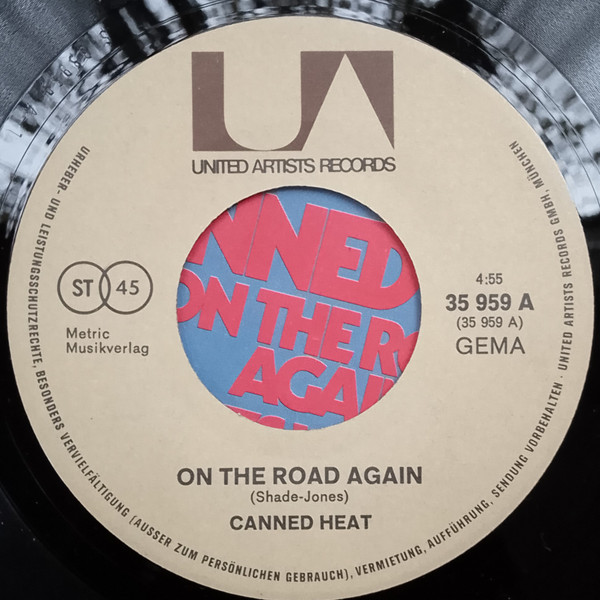 UA
UNITED ARTISTS RECORDS
URHEBER- UND LEISTUNGSSCHUTZRECHTE, BESONDERS VERVIELFÄLTIGUNG (AUSSER ZUM PERSÖNLICHEN GEBRAUCH), VERMIETUNG, AUFFÜHRUNG, SENDUNG VORBEHALTEN · UNITED ARTISTS RECORDS GMBH, MÜNCHEN
NNED
ON THE RO
AGAIN
ST 45
Metric
Musikverlag
4:55
35 959 A
(35 959 A)
GEMA
ON THE ROAD AGAIN
(Shade-Jones)
CANNED HEAT